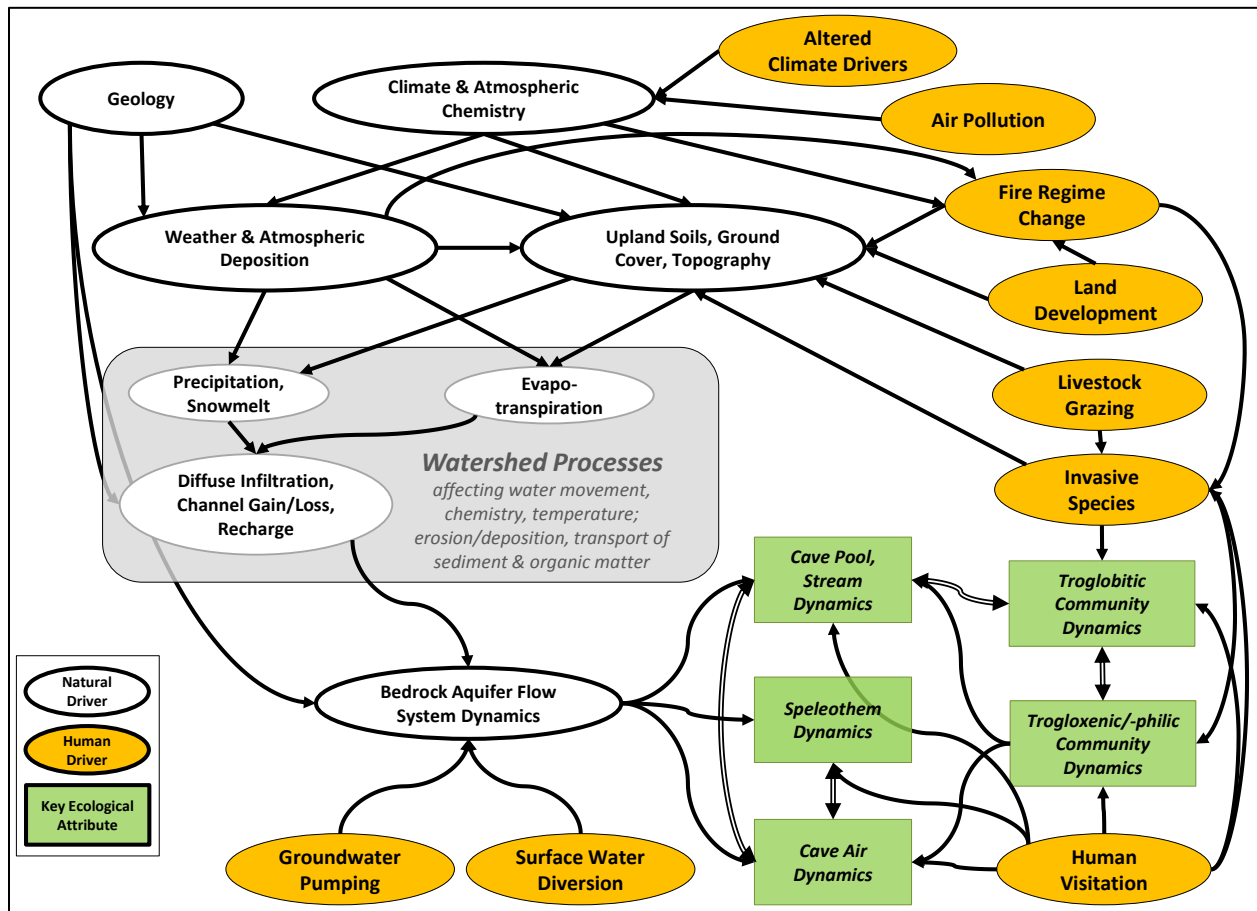 Altered
Climate Drivers
Geology
Climate & Atmospheric
Chemistry
Air Pollution
Fire Regime
Change
Weather & Atmospheric
Deposition
Upland Soils, Ground
Cover, Topography
Land
Development
Precipitation,
Snowmelt
Evapo-
transpiration
Livestock
Grazing
Watershed Processes
affecting water movement,
chemistry, temperature;
erosion/deposition, transport of
sediment & organic matter
Diffuse Infiltration,
Channel Gain/Loss,
Recharge
Invasive
Species
Cave Pool,
Stream
Dynamics
Troglobitic
Community
Dynamics
Natural
Driver
Human
Driver
Key Ecological
Attribute
Bedrock Aquifer Flow
System Dynamics
Speleothem
Dynamics
Trogloxenic/-philic
Community
Dynamics
Groundwater
Pumping
Surface Water
Diversion
Cave Air
Dynamics
Human
Visitation